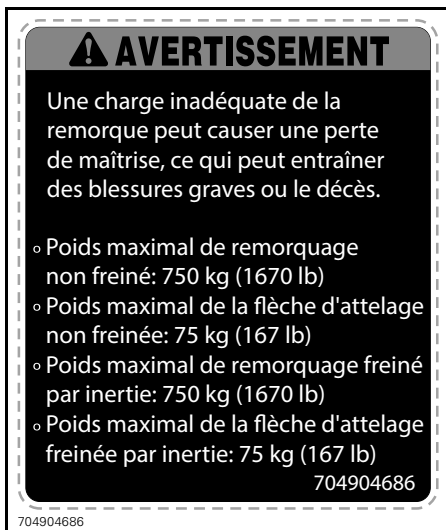 AVERTISSEMENT
Une charge inadéquate de la
remorque peut causer une perte
de maîtrise, ce qui peut entraîner
des blessures graves ou le décès.
o Poids maximal de remorquage
non freiné: 750 kg (1670 lb)
o Poids maximal de la flèche d'attelage
non freinée: 75 kg (167 lb)
o Poids maximal de remorquage freiné
par inertie: 750 kg (1670 lb)
o Poids maximal de la flèche d'attelage
freinée par inertie: 75 kg (167 lb)
704904686
704904686